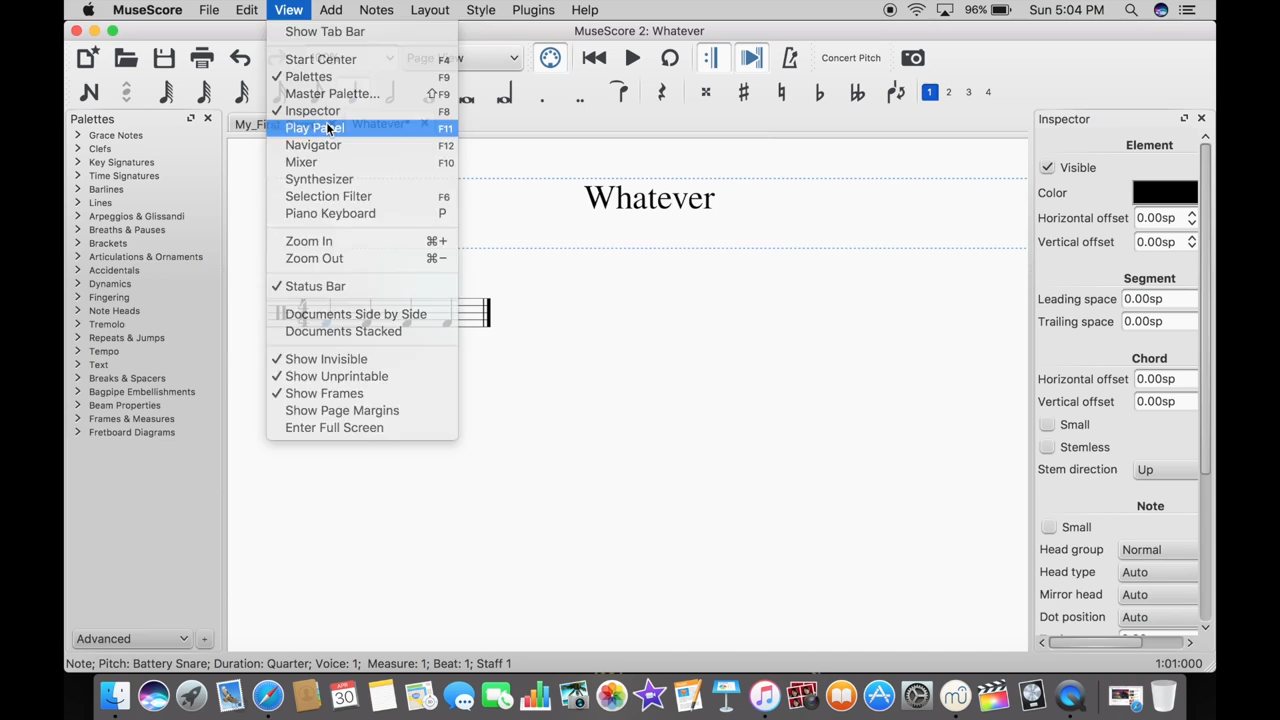 MuseScore File Edit View Add Notes Layout Style Plugins Help 96% Sun 5:04 PM
MuseScore 2: Whatever
Show Tab Bar
Start Center F4
✓ Palettes F9
Master Palette... ⇧F9
✓ Inspector F8
Play Panel F11
Navigator F12
Mixer F10
Synthesizer
Selection Filter F6
Piano Keyboard P
Zoom In ⌘+
Zoom Out ⌘−
✓ Status Bar
Documents Side by Side
Documents Stacked
✓ Show Invisible
✓ Show Unprintable
✓ Show Frames
Show Page Margins
Enter Full Screen
Page View
Concert Pitch
1 2 3 4
Palettes
Grace Notes
Clefs
Key Signatures
Time Signatures
Barlines
Lines
Arpeggios & Glissandi
Breaths & Pauses
Brackets
Articulations & Ornaments
Accidentals
Dynamics
Fingering
Note Heads
Tremolo
Repeats & Jumps
Tempo
Text
Breaks & Spacers
Bagpipe Embellishments
Beam Properties
Frames & Measures
Fretboard Diagrams
Advanced +
Whatever*
Whatever
Inspector
Element
Visible
Color
Horizontal offset 0.00sp
Vertical offset 0.00sp
Segment
Leading space 0.00sp
Trailing space 0.00sp
Chord
Horizontal offset 0.00sp
Vertical offset 0.00sp
Small
Stemless
Stem direction Up
Note
Small
Head group Normal
Head type Auto
Mirror head Auto
Dot position Auto
Note; Pitch: Battery Snare; Duration: Quarter; Voice: 1; Measure: 1; Beat: 1; Staff 1 1:01:000
30